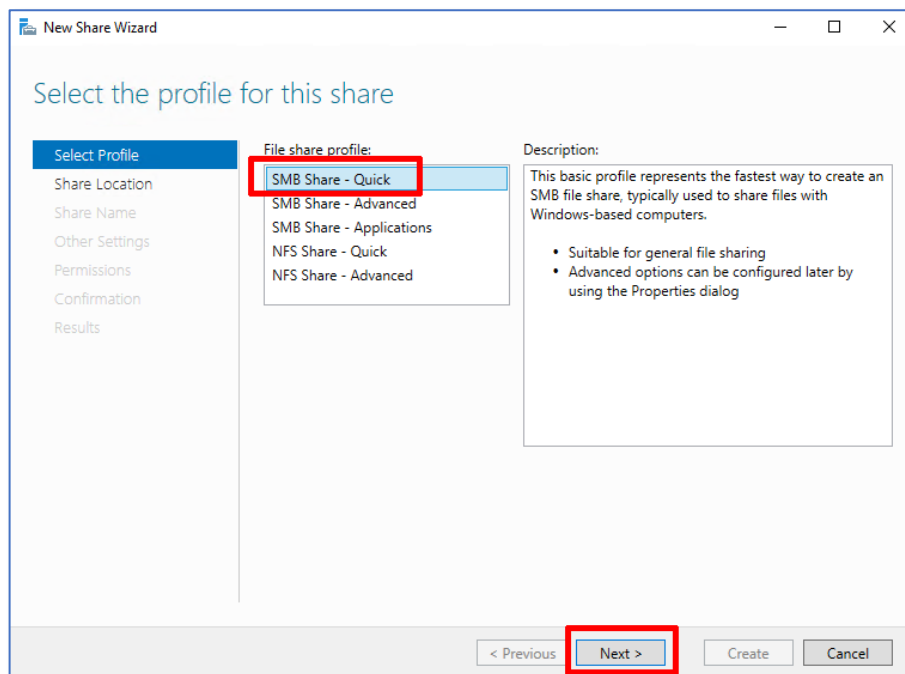 New Share Wizard
Select the profile for this share
Select Profile
Share Location
Share Name
Other Settings
Permissions
Confirmation
Results
File share profile:
SMB Share - Quick
SMB Share - Advanced
SMB Share - Applications
NFS Share - Quick
NFS Share - Advanced
Description:
This basic profile represents the fastest way to create an
SMB file share, typically used to share files with
Windows-based computers.
• Suitable for general file sharing
• Advanced options can be configured later by
using the Properties dialog
< Previous
Next >
Create
Cancel